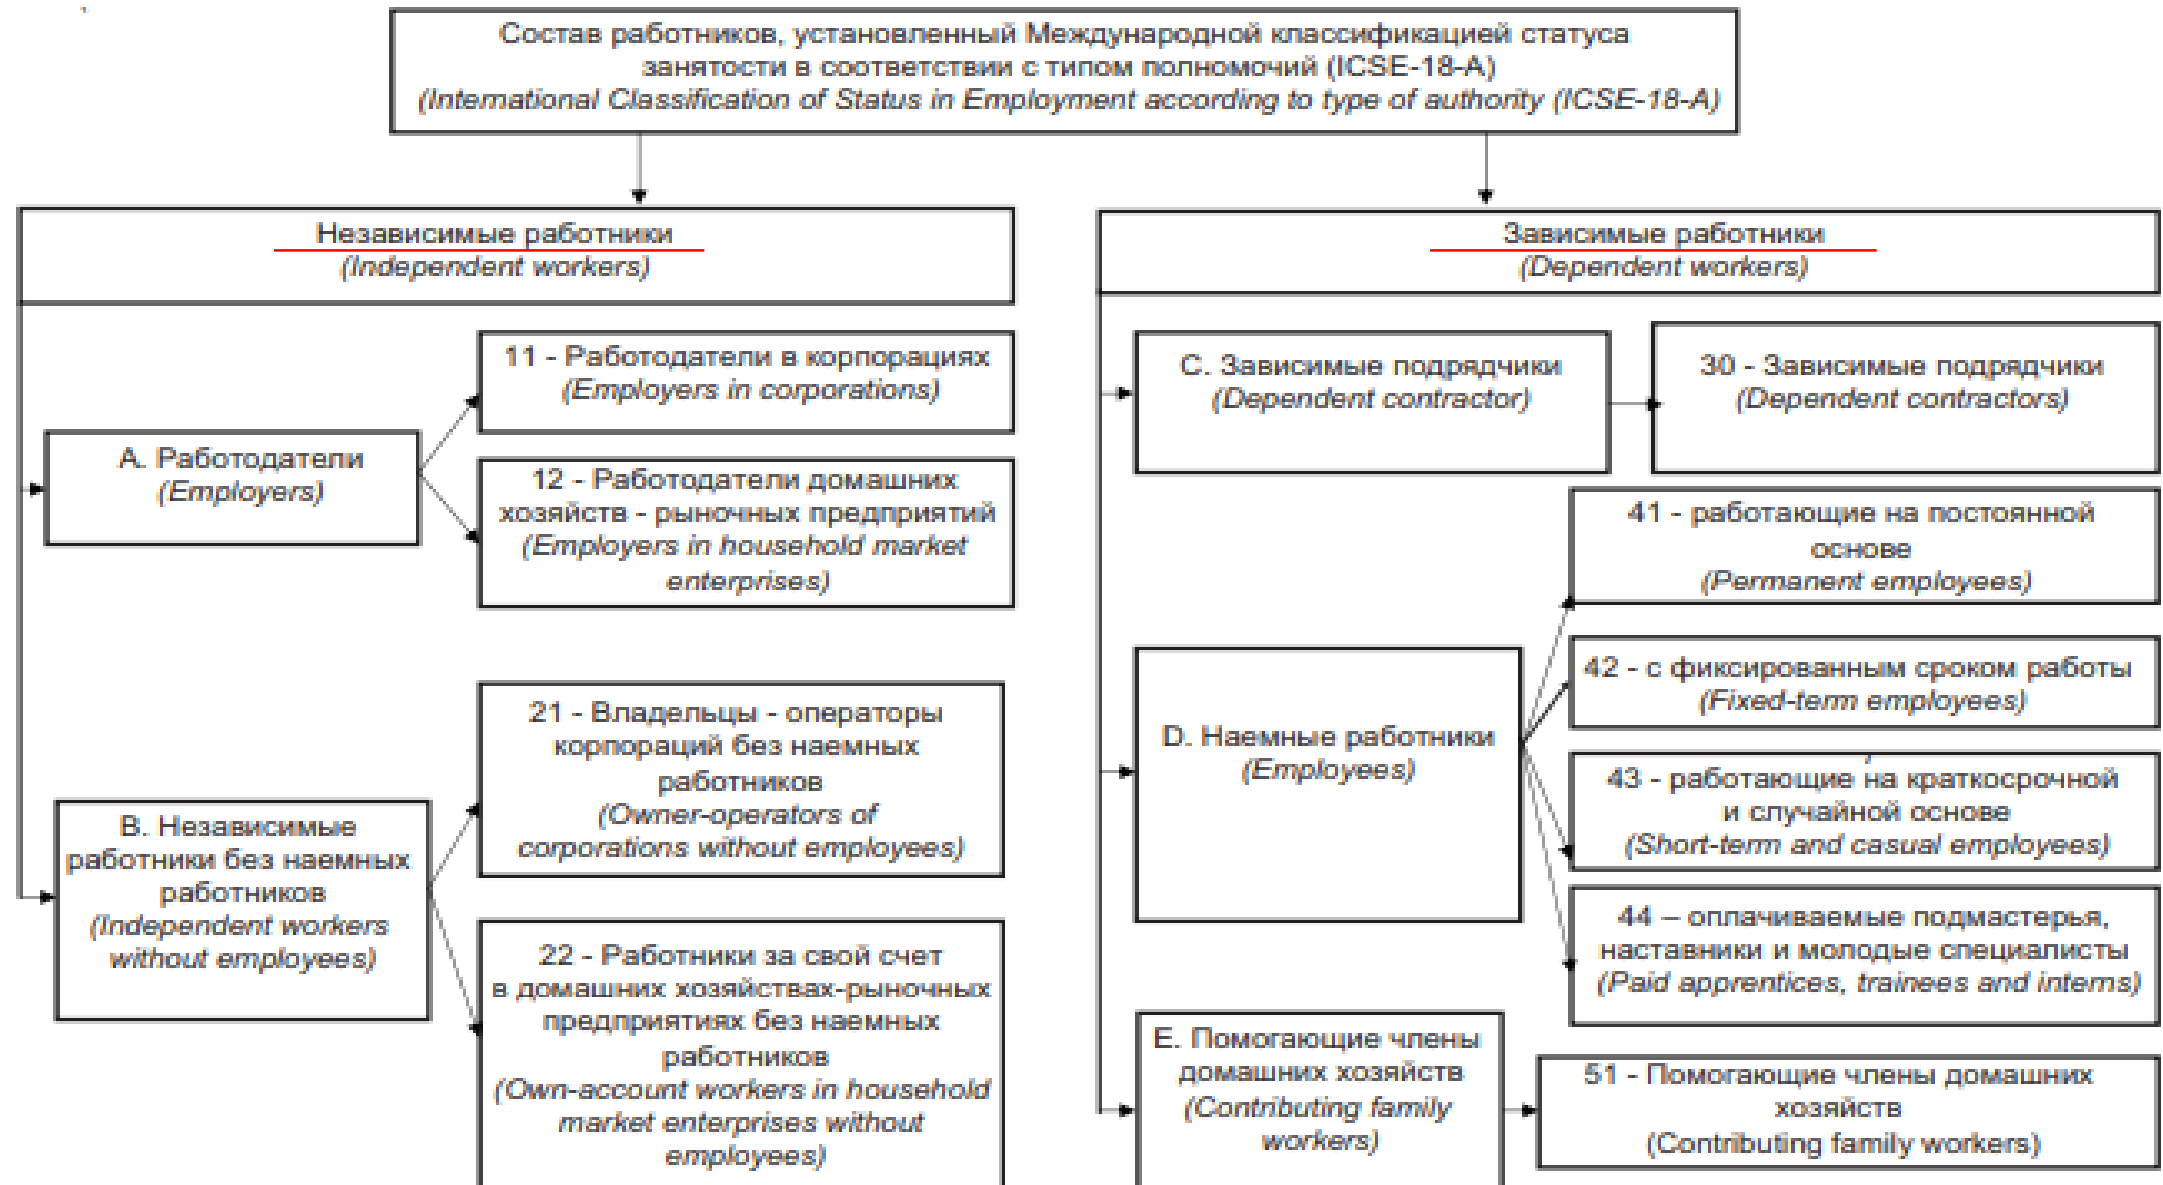 Состав работников, установленный Международной классификацией статуса
занятости в соответствии с типом полномочий (ICSE-18-A)
(International Classification of Status in Employment according to type of authority (ICSE-18-A)
Независимые работники
(Independent workers)
A. Работодатели
(Employers)
11 - Работодатели в корпорациях
(Employers in corporations)
12 - Работодатели домашних
хозяйств - рыночных предприятий
(Employers in household market
enterprises)
B. Независимые
работники без наемных
работников
(Independent workers
without employees)
21 - Владельцы - операторы
корпораций без наемных
работников
(Owner-operators of
corporations without employees)
22 - Работники за свой счет
в домашних хозяйствах-рыночных
предприятиях без наемных
работников
(Own-account workers in household
market enterprises without
employees)
Зависимые работники
(Dependent workers)
C. Зависимые подрядчики
(Dependent contractor)
30 - Зависимые подрядчики
(Dependent contractors)
D. Наемные работники
(Employees)
41 - работающие на постоянной
основе
(Permanent employees)
42 - с фиксированным сроком работы
(Fixed-term employees)
43 - работающие на краткосрочной
и случайной основе
(Short-term and casual employees)
44 – оплачиваемые подмастерья,
наставники и молодые специалисты
(Paid apprentices, trainees and interns)
E. Помогающие члены
домашних хозяйств
(Contributing family
workers)
51 - Помогающие члены домашних
хозяйств
(Contributing family workers)